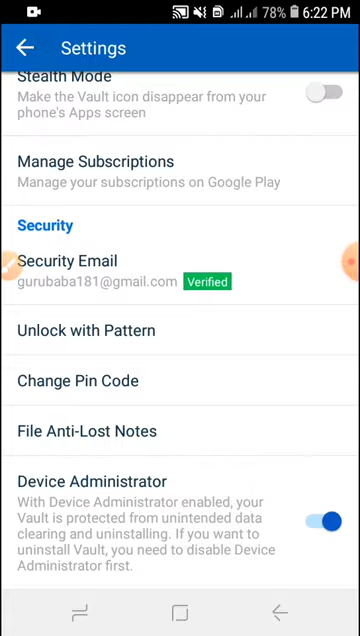 78% 6:22 PM
Settings
Stealth Mode
Make the Vault icon disappear from your
phone's Apps screen
Manage Subscriptions
Manage your subscriptions on Google Play
Security
Security Email
gurubaba181@gmail.com Verified
Unlock with Pattern
Change Pin Code
File Anti-Lost Notes
Device Administrator
With Device Administrator enabled, your
Vault is protected from unintended data
clearing and uninstalling. If you want to
uninstall Vault, you need to disable Device
Administrator first.